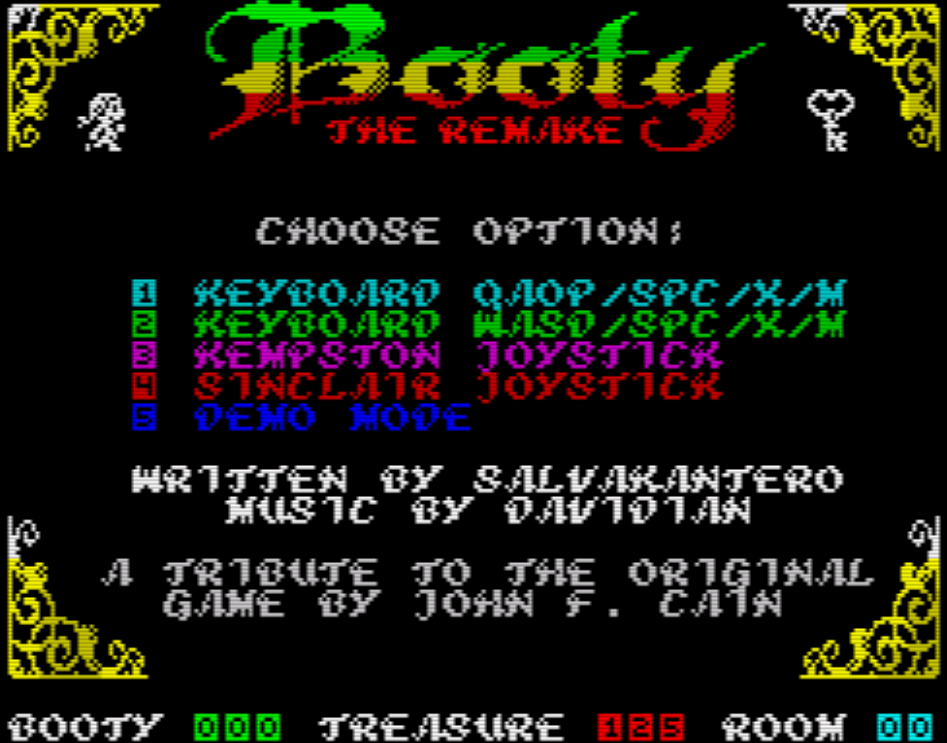 Booty
THE REMAKE
CHOOSE OPTION:
1 KEYBOARD QAOP/SPC/X/M
2 KEYBOARD WASD/SPC/X/M
3 KEMPSTON JOYSTICK
4 SINCLAIR JOYSTICK
5 DEMO MODE
WRITTEN BY SALVAKANTERO
MUSIC BY DAVIDIAN
A TRIBUTE TO THE ORIGINAL
GAME BY JOHN F. CAIN
BOOTY 000 TREASURE 125 ROOM 00